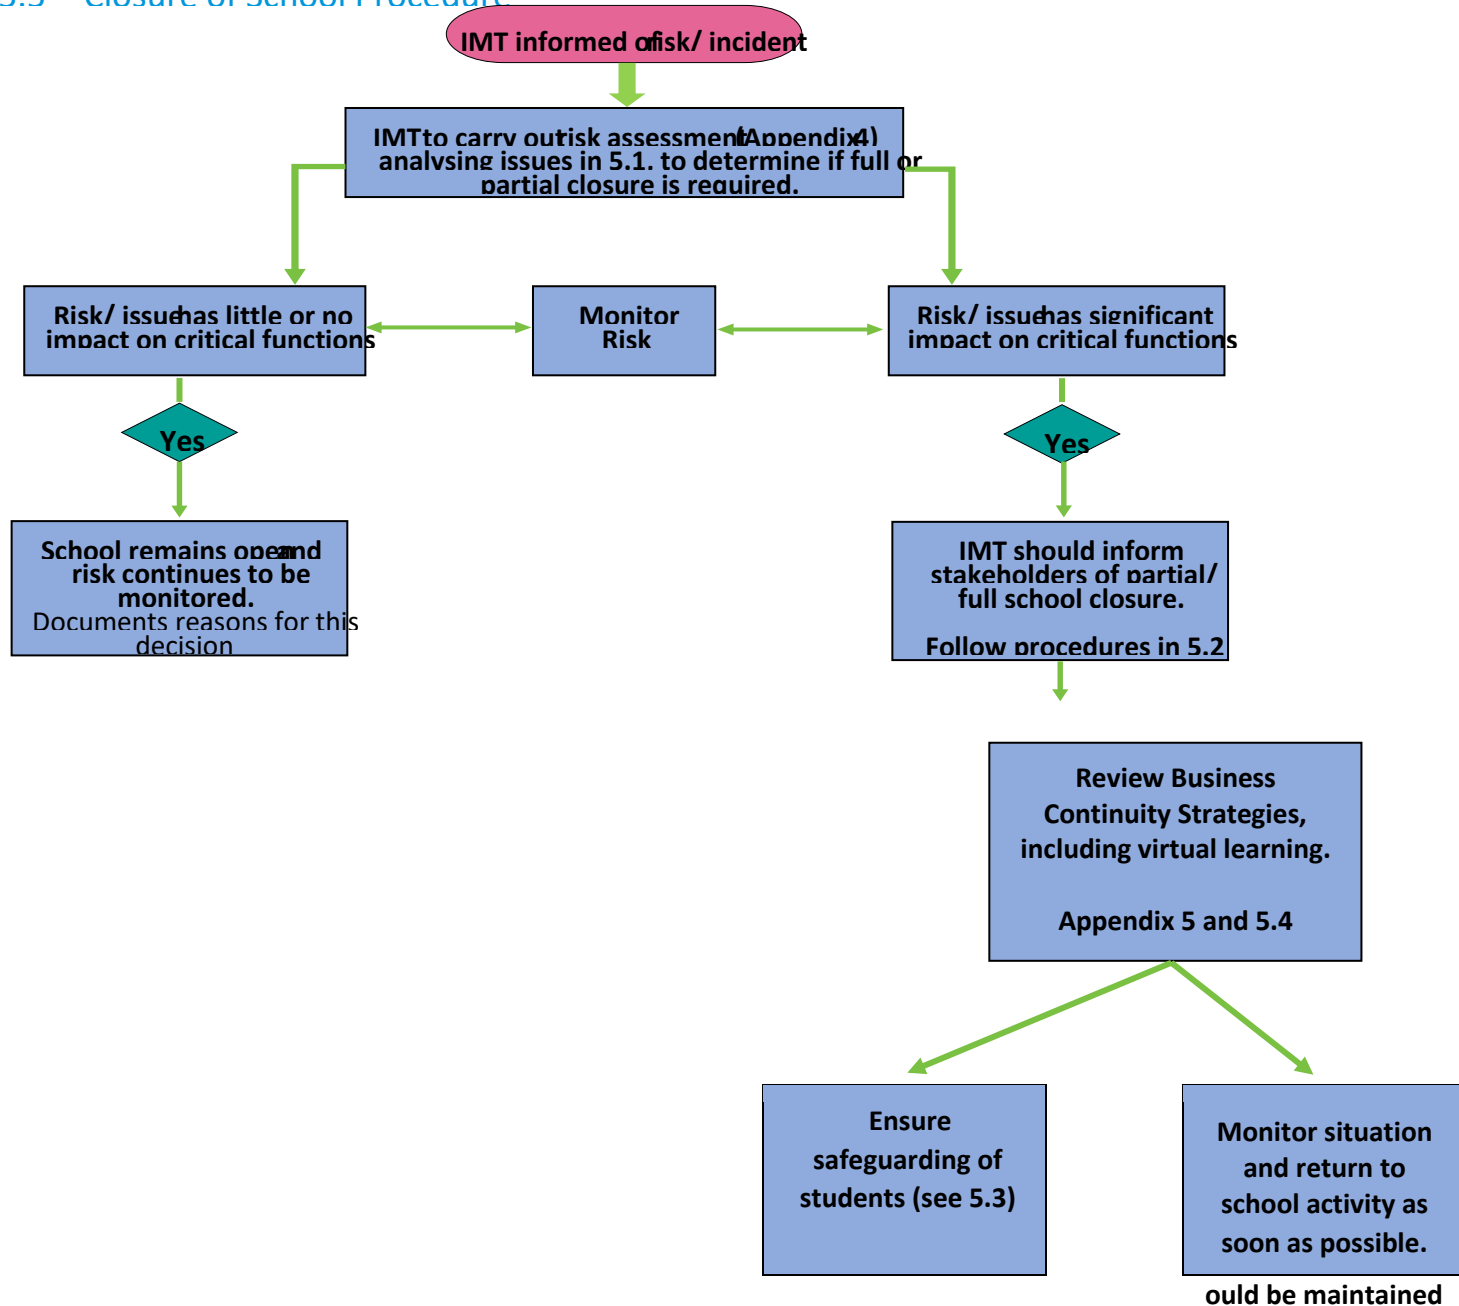 Closure of School Procedure
IMT informed of risk/ incident
IMT to carry out risk assessment (Appendix 4)
analysing issues in 5.1. to determine if full or
partial closure is required.
Risk/ issue has little or no
impact on critical functions
Monitor
Risk
Risk/ issue has significant
impact on critical functions
Yes
Yes
School remains open and
risk continues to be
monitored.
Documents reasons for this
decision
IMT should inform
stakeholders of partial/
full school closure.
Follow procedures in 5.2
Review Business
Continuity Strategies,
including virtual learning.
Appendix 5 and 5.4
Ensure
safeguarding of
students (see 5.3)
Monitor situation
and return to
school activity as
soon as possible.
ould be maintained